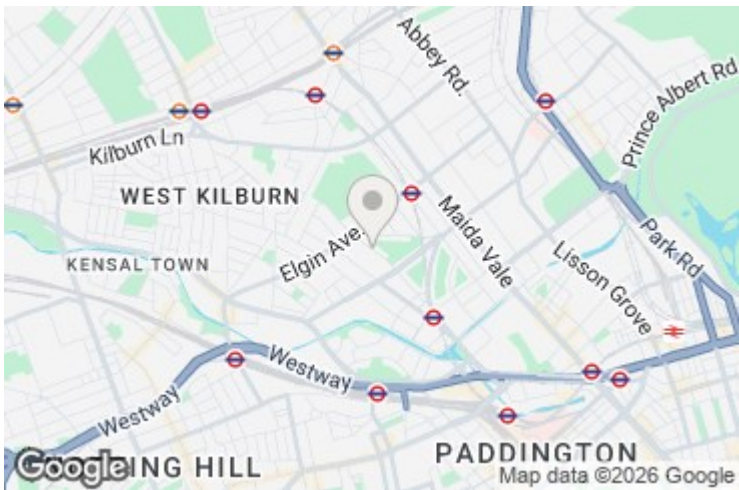 Abbey Rd.
Prince Albert Rd
Kilburn Ln
WEST KILBURN
Elgin Ave.
Maida Vale
Park Rd
KENSAL TOWN
Lisson Grove
Westway
Westway
PADDINGTON
Google
ING HILL
Map data ©2026 Google